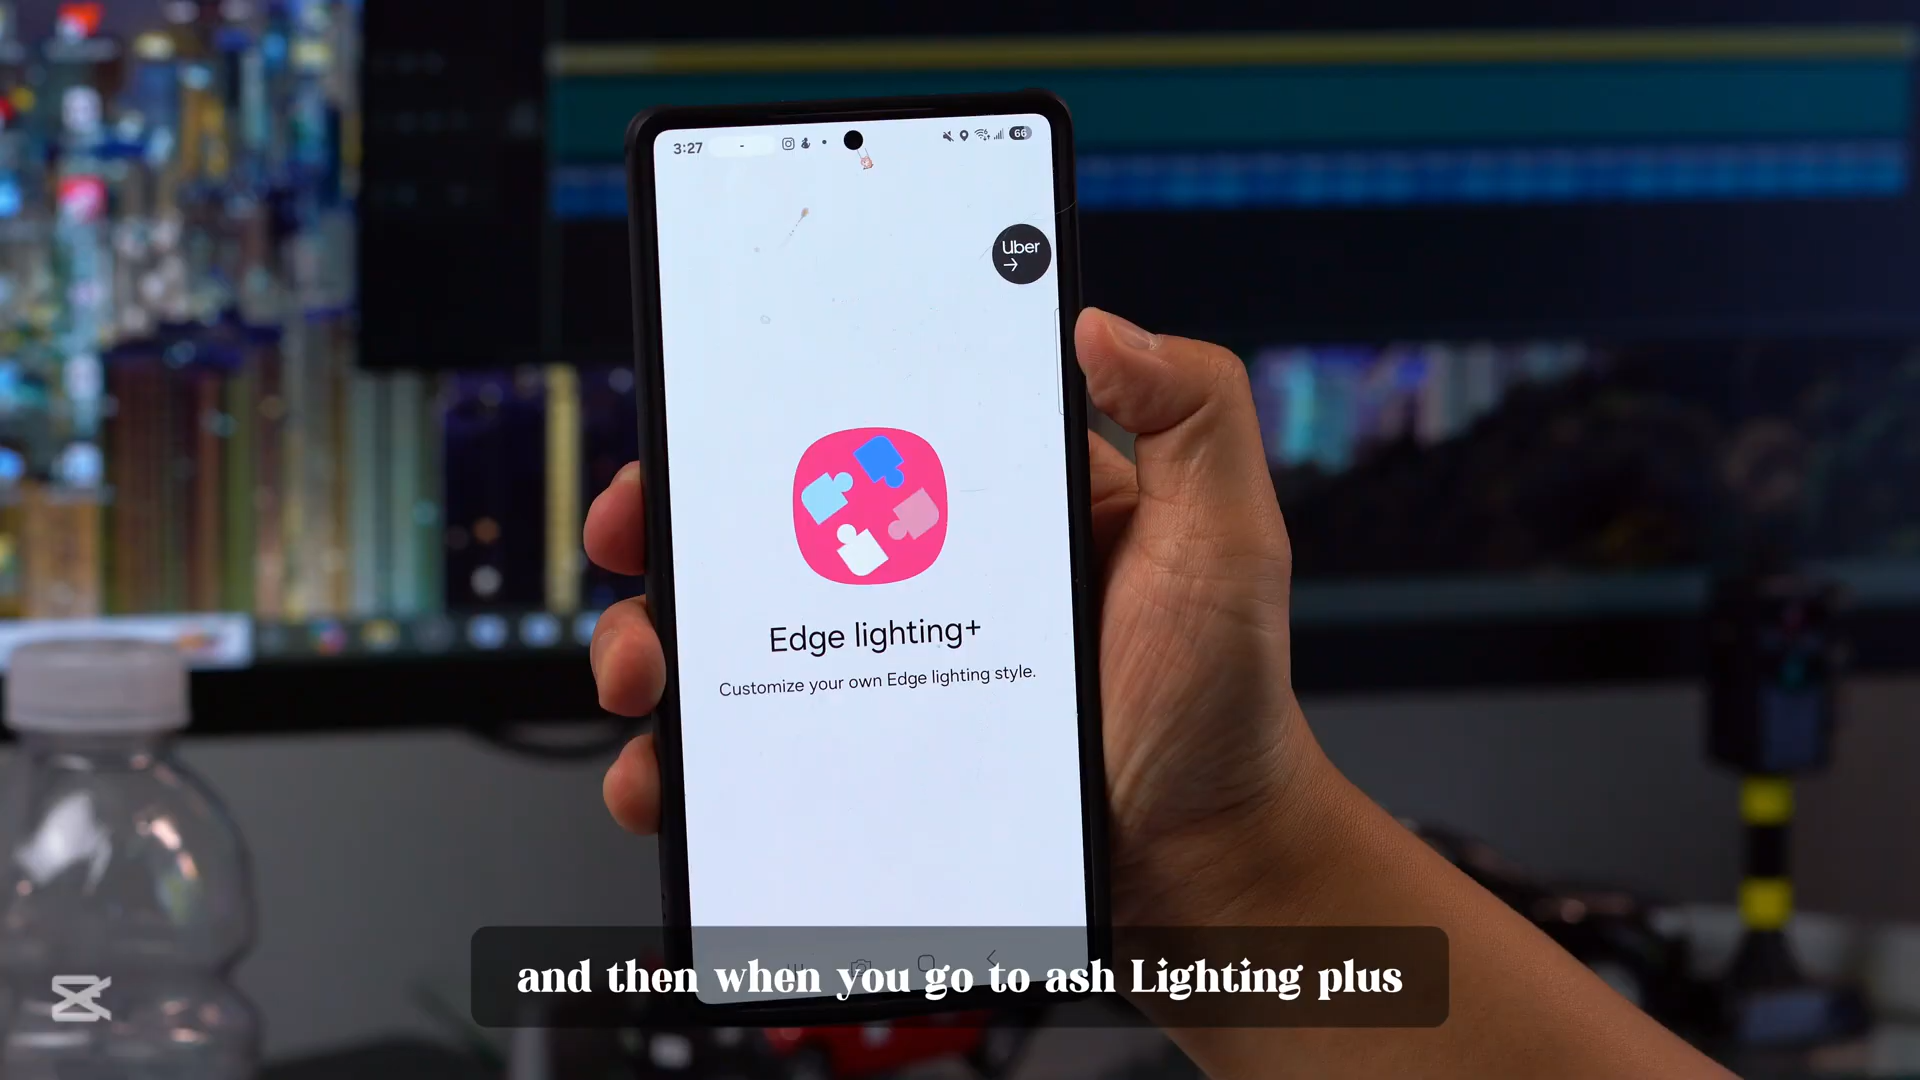 3:27
66
Uber
Edge lighting+
Customize your own Edge lighting style.
and then when you go to ash Lighting plus